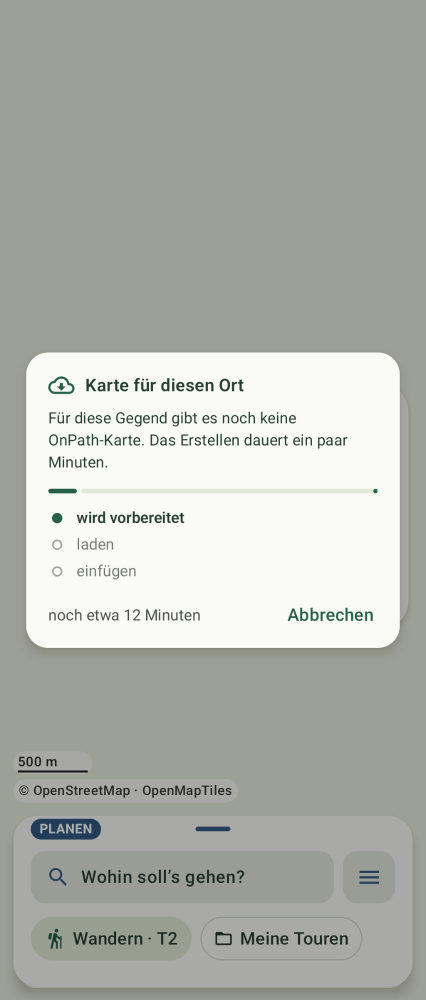 Karte für diesen Ort
Für diese Gegend gibt es noch keine
OnPath-Karte. Das Erstellen dauert ein paar
Minuten.
wird vorbereitet
laden
einfügen
noch etwa 12 Minuten
Abbrechen
500 m
© OpenStreetMap · OpenMapTiles
PLANEN
Wohin soll’s gehen?
Wandern · T2
Meine Touren